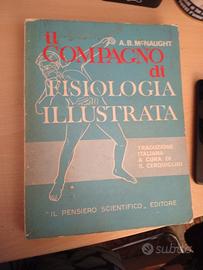 il
A.B. McNAUGHT
COMPAGNO di
FISIOLOGIA
ILLUSTRATA
TRADUZIONE
ITALIANA
A CURA DI
S. CERQUIGLINI
"IL PENSIERO SCIENTIFICO„ EDITORE
subito